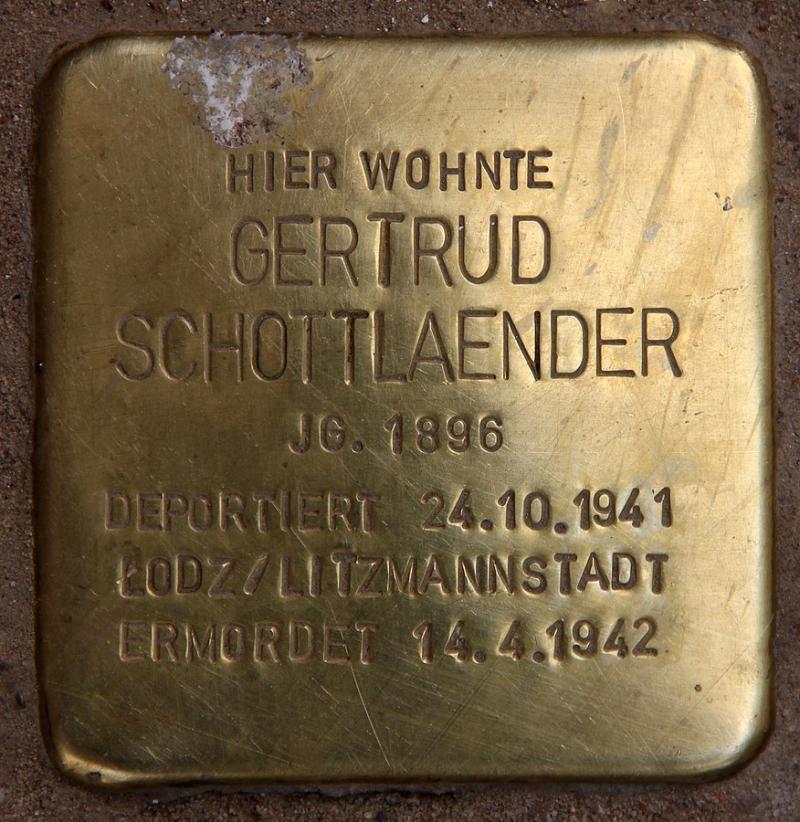 HIER WOHNTE
GERTRUD
SCHOTTLAENDER
JG. 1896
DEPORTIERT 24.10.1941
ŁODZ/LITZMANNSTADT
ERMORDET 14.4.1942